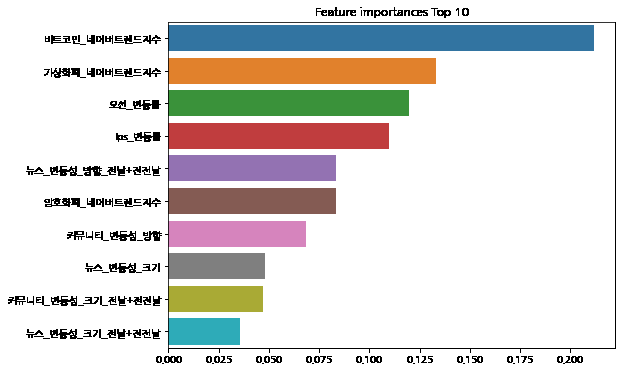 Feature importances Top 10
비트코인_네이버트렌드지수
가상화폐_네이버트렌드지수
오전_변동률
lps_변동률
뉴스_변동성_방향_전날+전전날
암호화폐_네이버트렌드지수
커뮤니티_변동성_방향
뉴스_변동성_크기
커뮤니티_변동성_크기_전날+전전날
뉴스_변동성_크기_전날+전전날
0,000 0,025 0,050 0,075 0,100 0,125 0,150 0,175 0,200